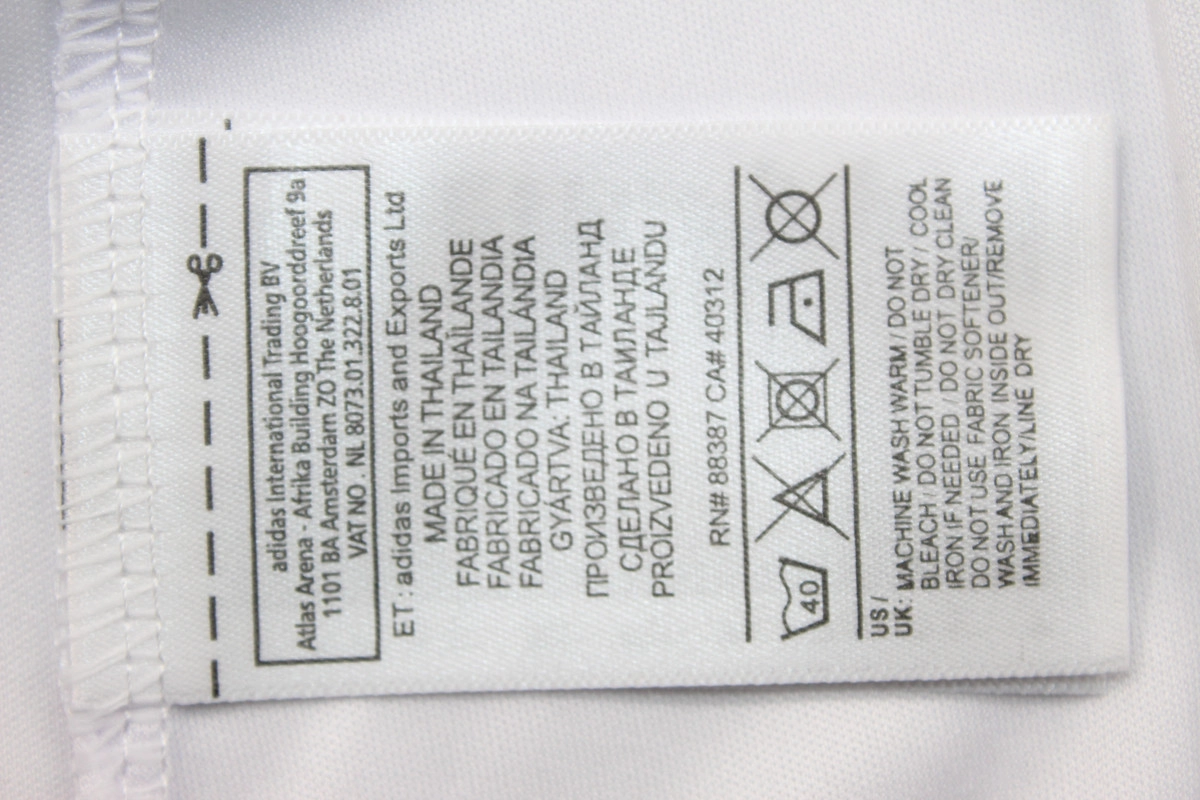 adidas International Trading BV
Atlas Arena - Afrika Building Hoogoorddreef 9a
1101 BA Amsterdam ZO The Netherlands
VAT NO. NL 8073.01.322.8.01
ET : adidas Imports and Exports Ltd
MADE IN THAILAND
FABRIQUÉ EN THAÏLANDE
FABRICADO EN TAILANDIA
FABRICADO NA TAILÁNDIA
GYÁRTVA: THAILAND
ПРОИЗВЕДЕНО В ТАЙЛАНД
СДЕЛАНО В ТАИЛАНДЕ
PROIZVEDENO U TAJLANDU
RN# 88387 CA# 40312
40
US /
UK: MACHINE WASH WARM / DO NOT
BLEACH / DO NOT TUMBLE DRY / COOL
IRON IF NEEDED / DO NOT DRY CLEAN
DO NOT USE FABRIC SOFTENER/
WASH AND IRON INSIDE OUT/REMOVE
IMMEDIATELY/LINE DRY